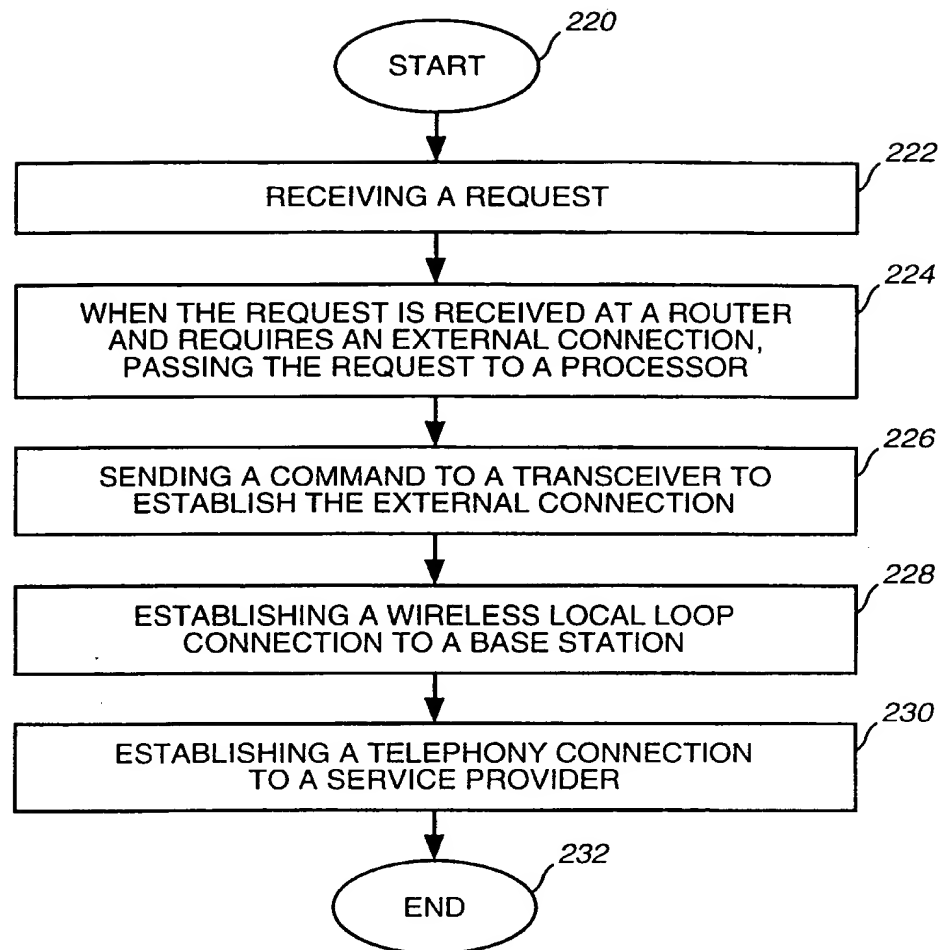 220
START
222
RECEIVING A REQUEST
224
WHEN THE REQUEST IS RECEIVED AT A ROUTER
AND REQUIRES AN EXTERNAL CONNECTION,
PASSING THE REQUEST TO A PROCESSOR
226
SENDING A COMMAND TO A TRANSCEIVER TO
ESTABLISH THE EXTERNAL CONNECTION
228
ESTABLISHING A WIRELESS LOCAL LOOP
CONNECTION TO A BASE STATION
230
ESTABLISHING A TELEPHONY CONNECTION
TO A SERVICE PROVIDER
232
END